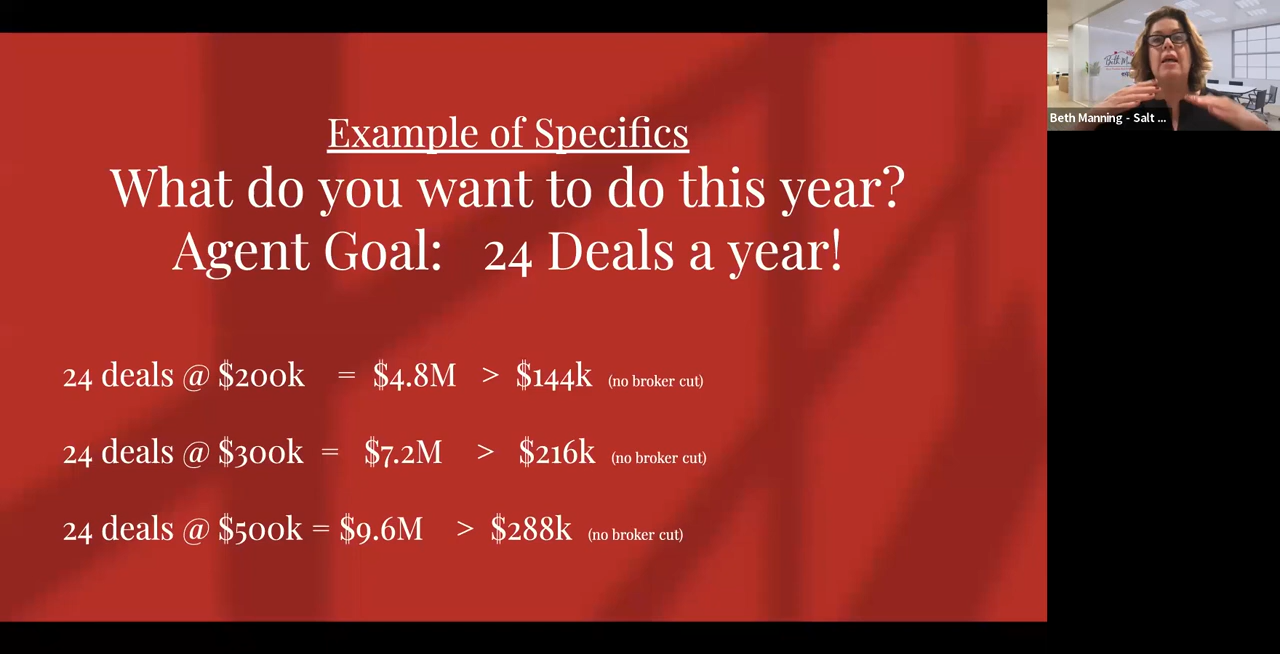 Example of Specifics
What do you want to do this year?
Agent Goal: 24 Deals a year!
24 deals @ $200k = $4.8M > $144k (no broker cut)
24 deals @ $300k = $7.2M > $216k (no broker cut)
24 deals @ $500k = $9.6M > $288k (no broker cut)
Beth Manning - Salt ...